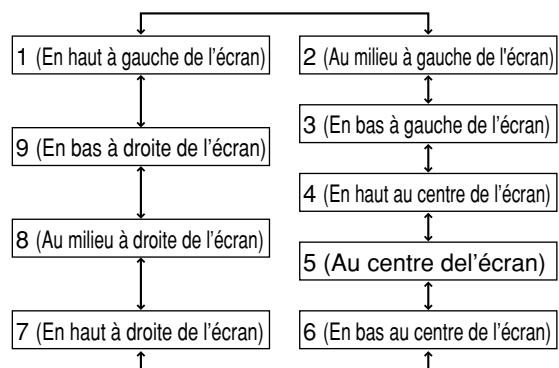 1 (En haut à gauche de l'écran)
2 (Au milieu à gauche de l'écran)
3 (En bas à gauche de l'écran)
9 (En bas à droite de l'écran)
4 (En haut au centre de l'écran)
8 (Au milieu à droite de l'écran)
5 (Au centre del'écran)
7 (En haut à droite de l'écran)
6 (En bas au centre de l'écran)